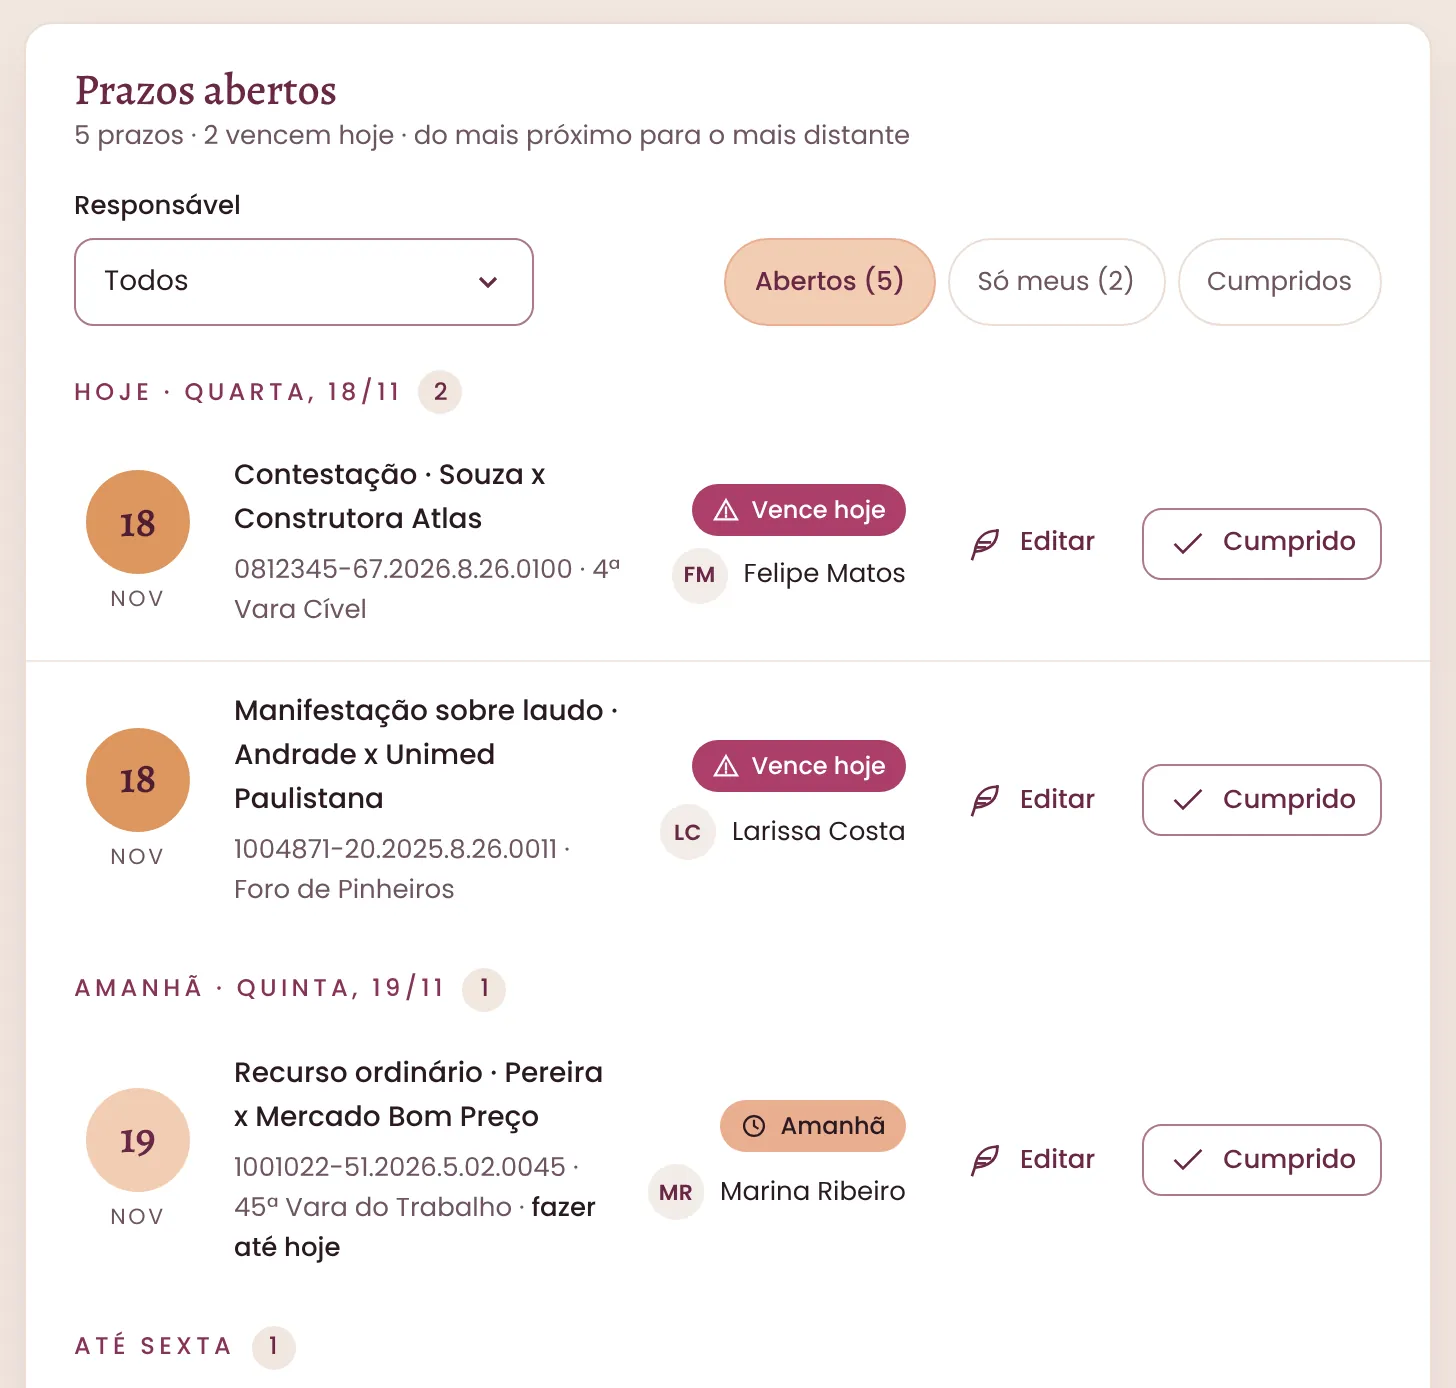 Prazos abertos
5 prazos · 2 vencem hoje · do mais próximo para o mais distante
Responsável
Todos
Abertos (5)
Só meus (2)
Cumpridos
HOJE · QUARTA, 18/11 2
18
NOV
Contestação · Souza x
Construtora Atlas
0812345-67.2026.8.26.0100 · 4ª
Vara Cível
Vence hoje
FM Felipe Matos
Editar
Cumprido
18
NOV
Manifestação sobre laudo ·
Andrade x Unimed
Paulistana
1004871-20.2025.8.26.0011 ·
Foro de Pinheiros
Vence hoje
LC Larissa Costa
Editar
Cumprido
AMANHÃ · QUINTA, 19/11 1
19
NOV
Recurso ordinário · Pereira
x Mercado Bom Preço
1001022-51.2026.5.02.0045 ·
45ª Vara do Trabalho · fazer
até hoje
Amanhã
MR Marina Ribeiro
Editar
Cumprido
ATÉ SEXTA 1